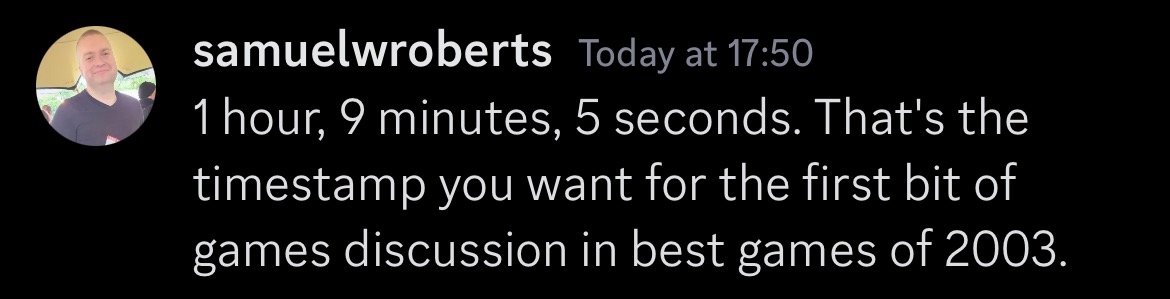 samuelwroberts Today at 17:50
1 hour, 9 minutes, 5 seconds. That's the
timestamp you want for the first bit of
games discussion in best games of 2003.